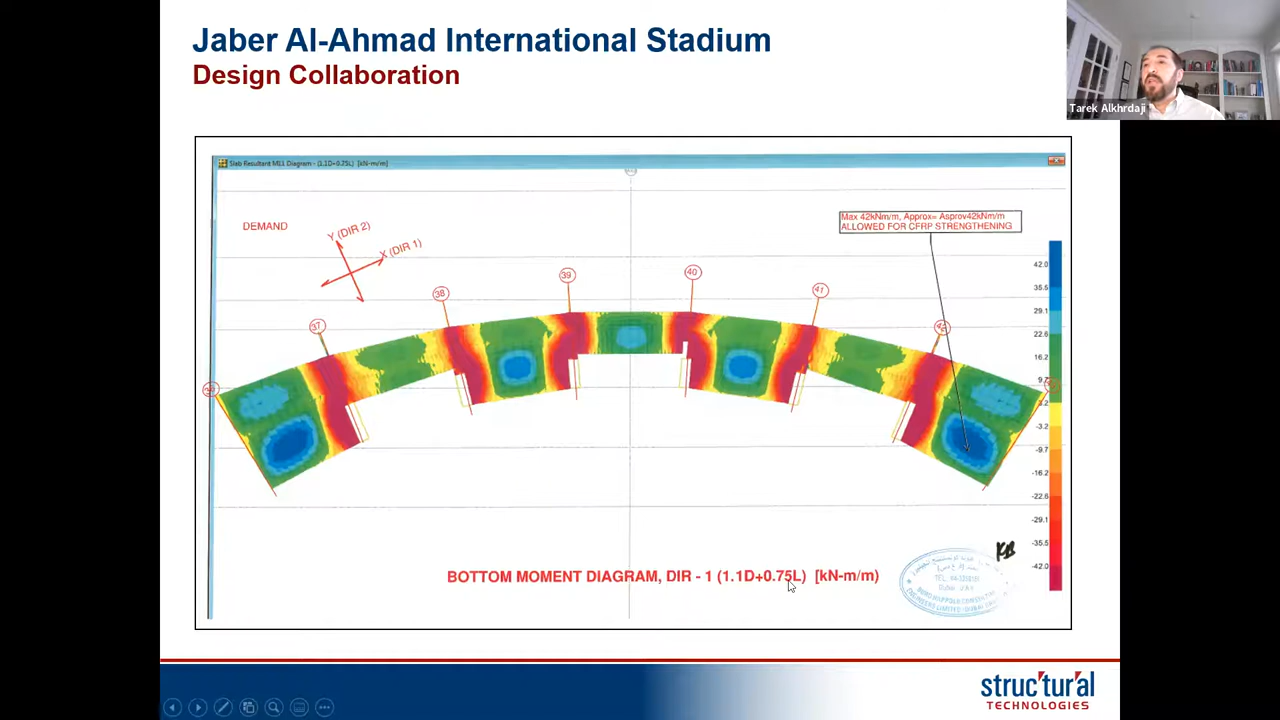 Jaber Al-Ahmad International Stadium
Design Collaboration
Tarek Alkhrdaji
Slab Resultant M11 Diagram - (1.1D+0.75L) [kN-m/m]
DEMAND
Y (DIR 2)
X (DIR 1)
Max 42kNm/m, Approx= Asprov42kNm/m
ALLOWED FOR CFRP STRENGTHENING
37
38
39
40
41
42.0
35.5
29.1
22.6
16.2
3.2
-3.2
-9.7
-16.2
-22.6
-29.1
-35.5
-42.0
BOTTOM MOMENT DIAGRAM, DIR - 1 (1.1D+0.75L) [kN-m/m]
KB
structural
TECHNOLOGIES